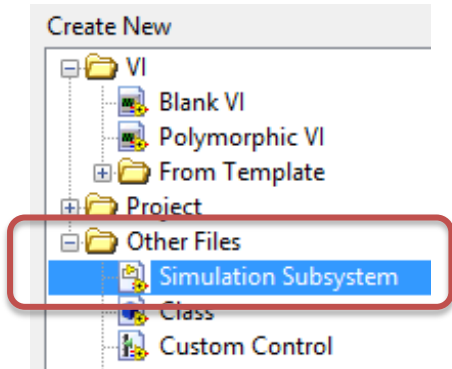 Create New
VI
Blank VI
Polymorphic VI
From Template
Project
Other Files
Simulation Subsystem
Class
Custom Control